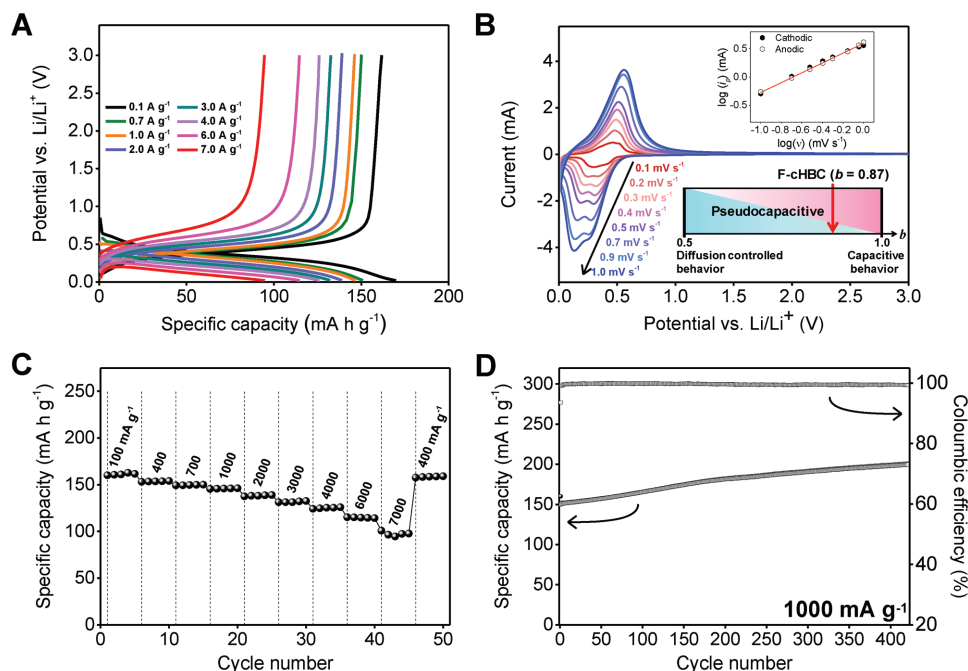 A
Potential vs. Li/Li⁺ (V)
3.0
2.5
2.0
1.5
1.0
0.5
0.0
0.1 A g⁻¹
0.7 A g⁻¹
1.0 A g⁻¹
2.0 A g⁻¹
3.0 A g⁻¹
4.0 A g⁻¹
6.0 A g⁻¹
7.0 A g⁻¹
0 50 100 150 200
Specific capacity (mA h g⁻¹)
B
Current (mA)
4
2
0
-2
-4
Cathodic
Anodic
log (iₚ) (mA)
0.5
0.0
-0.5
-1.0 -0.8 -0.6 -0.4 -0.2 0.0
log(ν) (mV s⁻¹)
0.1 mV s⁻¹
0.2 mV s⁻¹
0.3 mV s⁻¹
0.4 mV s⁻¹
0.5 mV s⁻¹
0.7 mV s⁻¹
0.9 mV s⁻¹
1.0 mV s⁻¹
F-cHBC (b = 0.87)
Pseudocapacitive
0.5 1.0 b
Diffusion controlled
behavior
Capacitive
behavior
0.0 0.5 1.0 1.5 2.0 2.5 3.0
Potential vs. Li/Li⁺ (V)
C
Specific capacity (mA h g⁻¹)
250
200
150
100
50
0
100 mA g⁻¹
400
700
1000
2000
3000
4000
6000
7000
400 mA g⁻¹
0 10 20 30 40 50
Cycle number
D
Specific capacity (mA h g⁻¹)
300
250
200
150
100
50
0
100
80
60
40
20
Coloumbic efficiency (%)
1000 mA g⁻¹
0 50 100 150 200 250 300 350 400
Cycle number